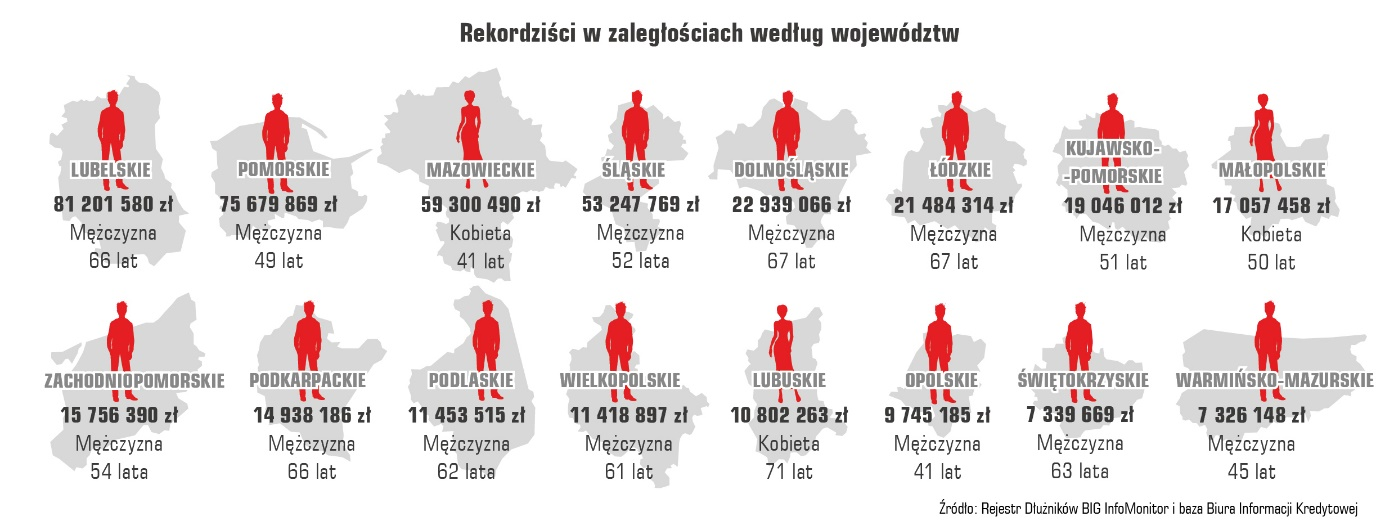 Rekordziści w zaległościach według województw
LUBELSKIE
81 201 580 zł
Mężczyzna
66 lat
POMORSKIE
75 679 869 zł
Mężczyzna
49 lat
MAZOWIECKIE
59 300 490 zł
Kobieta
41 lat
ŚLĄSKIE
53 247 769 zł
Mężczyzna
52 lata
DOLNOŚLĄSKIE
22 939 066 zł
Mężczyzna
67 lat
ŁÓDZKIE
21 484 314 zł
Mężczyzna
67 lat
KUJAWSKO-
-POMORSKIE
19 046 012 zł
Mężczyzna
51 lat
MAŁOPOLSKIE
17 057 458 zł
Kobieta
50 lat
ZACHODNIOPOMORSKIE
15 756 390 zł
Mężczyzna
54 lata
PODKARPACKIE
14 938 186 zł
Mężczyzna
66 lat
PODLASKIE
11 453 515 zł
Mężczyzna
62 lata
WIELKOPOLSKIE
11 418 897 zł
Mężczyzna
61 lat
LUBUSKIE
10 802 263 zł
Kobieta
71 lat
OPOLSKIE
9 745 185 zł
Mężczyzna
41 lat
ŚWIĘTOKRZYSKIE
7 339 669 zł
Mężczyzna
63 lata
WARMIŃSKO-MAZURSKIE
7 326 148 zł
Mężczyzna
45 lat
Źródło: Rejestr Dłużników BIG InfoMonitor i baza Biura Informacji Kredytowej